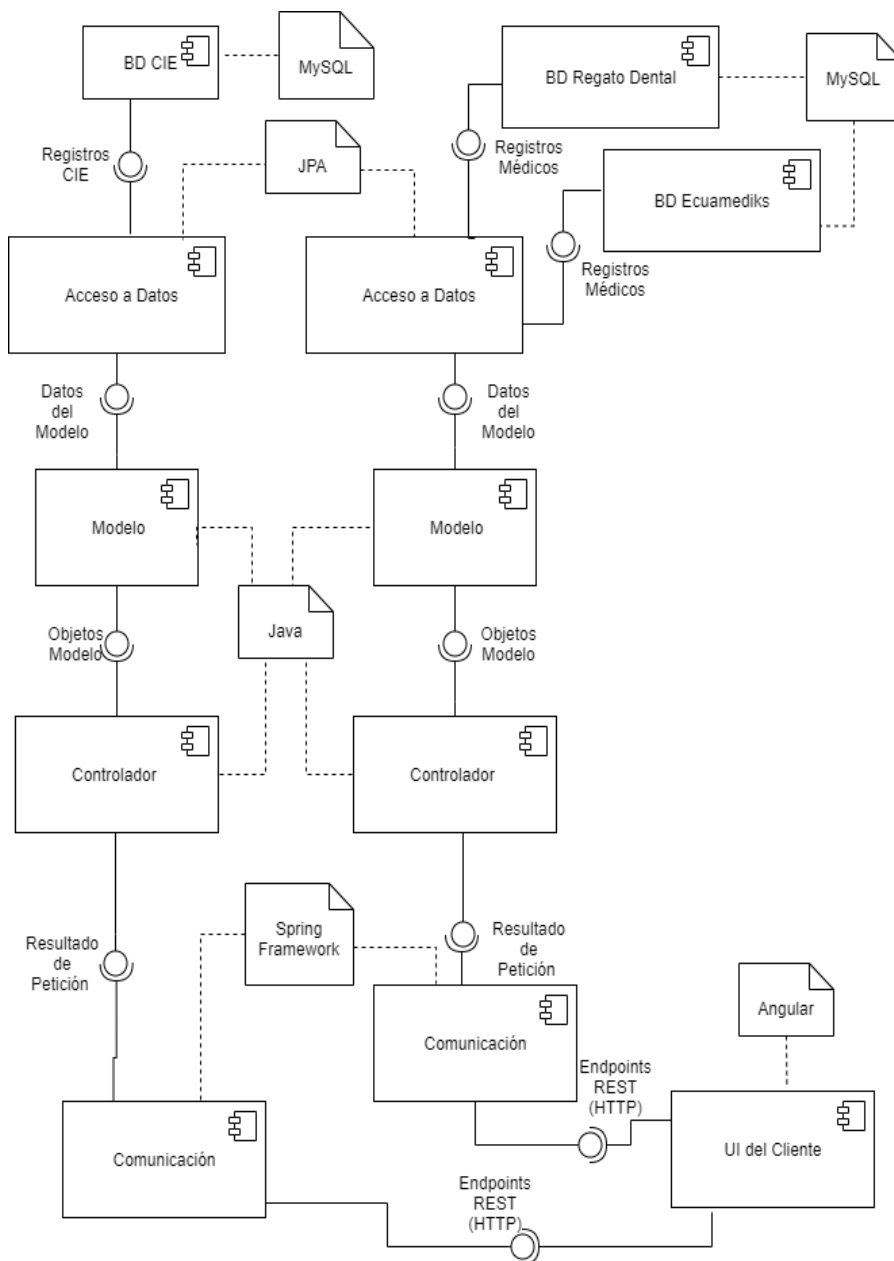 BD CIE
MySQL
BD Regato Dental
MySQL
Registros
CIE
JPA
Registros
Médicos
BD Ecuamediks
Acceso a Datos
Acceso a Datos
Registros
Médicos
Datos
del
Modelo
Datos
del
Modelo
Modelo
Modelo
Objetos
Modelo
Java
Objetos
Modelo
Controlador
Controlador
Resultado
de
Petición
Spring
Framework
Resultado
de
Petición
Angular
Comunicación
Endpoints
REST
(HTTP)
Comunicación
UI del Cliente
Endpoints
REST
(HTTP)